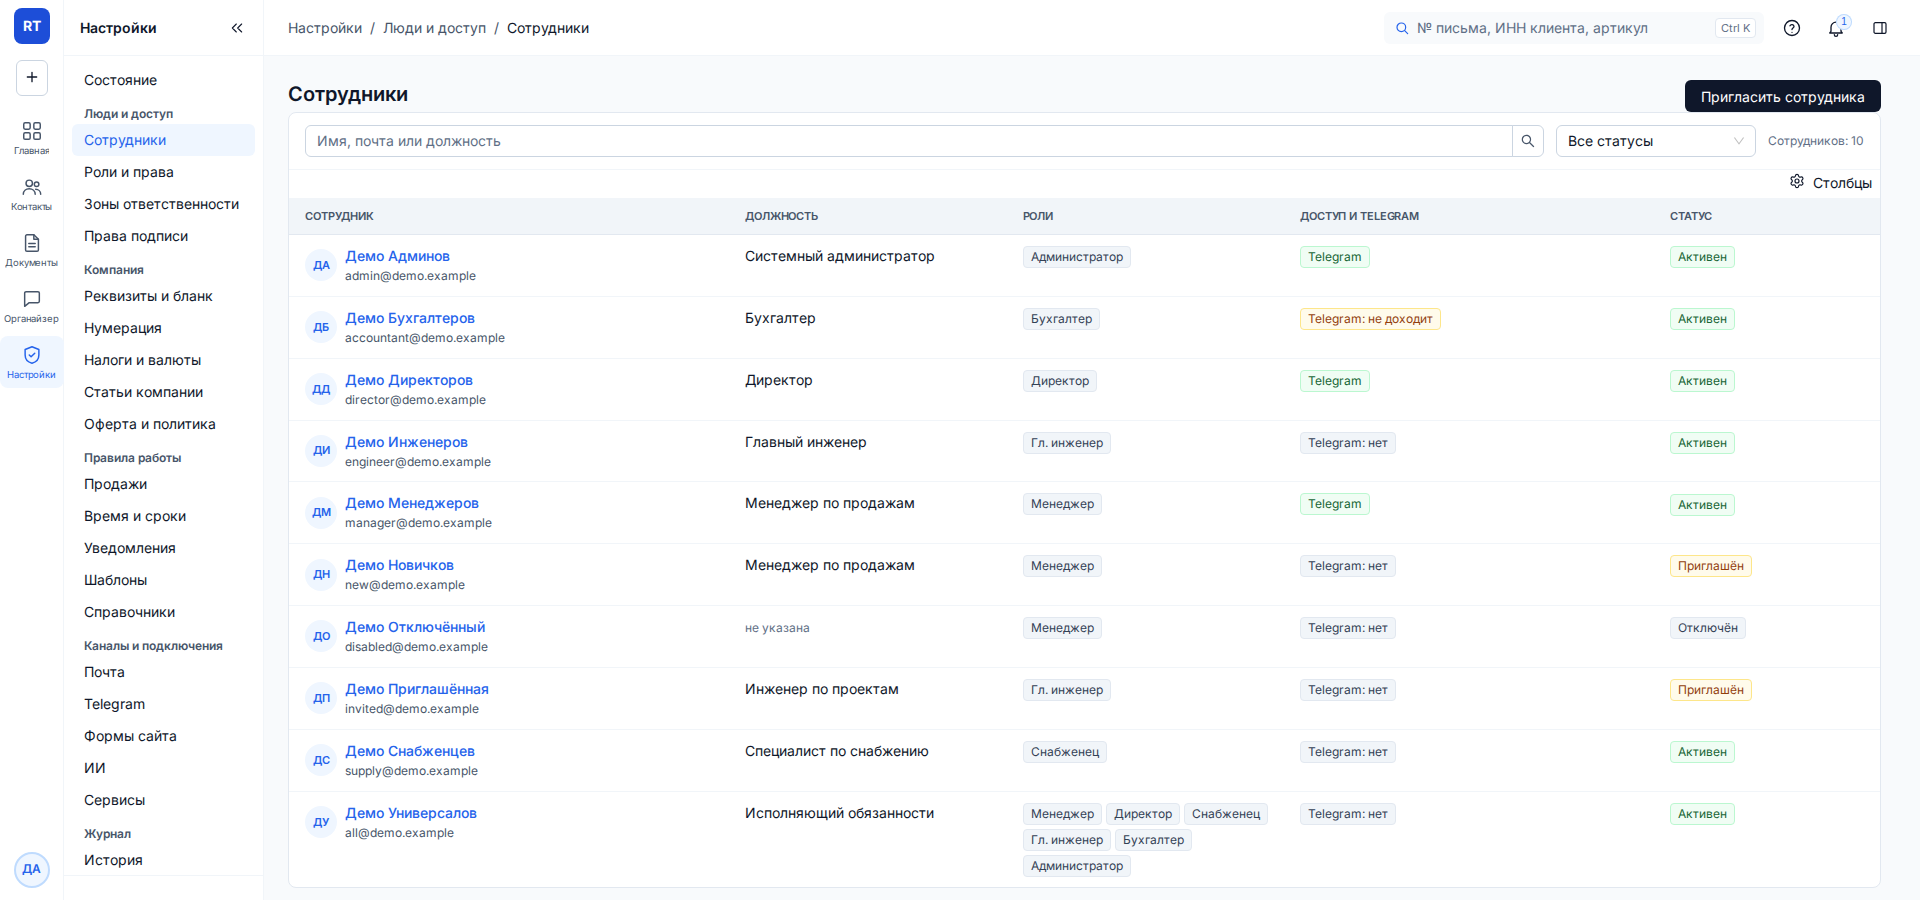 RT
Настройки
Настройки / Люди и доступ / Сотрудники
№ письма, ИНН клиента, артикул
Ctrl K
1
Главная
Контакты
Документы
Органайзер
Настройки
ДА
Состояние
Люди и доступ
Сотрудники
Роли и права
Зоны ответственности
Права подписи
Компания
Реквизиты и бланк
Нумерация
Налоги и валюты
Статьи компании
Оферта и политика
Правила работы
Продажи
Время и сроки
Уведомления
Шаблоны
Справочники
Каналы и подключения
Почта
Telegram
Формы сайта
ИИ
Сервисы
Журнал
История
Сотрудники
Пригласить сотрудника
Имя, почта или должность
Все статусы
Сотрудников: 10
Столбцы
СОТРУДНИК ДОЛЖНОСТЬ РОЛИ ДОСТУП И TELEGRAM СТАТУС
ДА Демо Админов Системный администратор Администратор Telegram Активен
admin@demo.example
ДБ Демо Бухгалтеров Бухгалтер Бухгалтер Telegram: не доходит Активен
accountant@demo.example
ДД Демо Директоров Директор Директор Telegram Активен
director@demo.example
ДИ Демо Инженеров Главный инженер Гл. инженер Telegram: нет Активен
engineer@demo.example
ДМ Демо Менеджеров Менеджер по продажам Менеджер Telegram Активен
manager@demo.example
ДН Демо Новичков Менеджер по продажам Менеджер Telegram: нет Приглашён
new@demo.example
ДО Демо Отключённый не указана Менеджер Telegram: нет Отключён
disabled@demo.example
ДП Демо Приглашённая Инженер по проектам Гл. инженер Telegram: нет Приглашён
invited@demo.example
ДС Демо Снабженцев Специалист по снабжению Снабженец Telegram: нет Активен
supply@demo.example
ДУ Демо Универсалов Исполняющий обязанности Менеджер Директор Снабженец Telegram: нет Активен
all@demo.example Гл. инженер Бухгалтер
Администратор